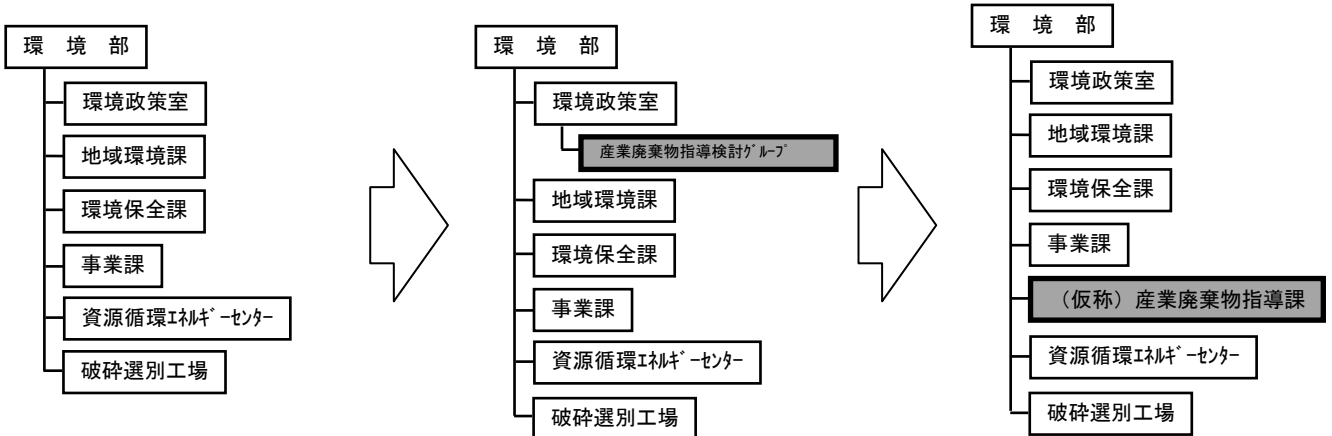 環　境　部
環境政策室
地域環境課
環境保全課
事業課
資源循環ｴﾈﾙｷﾞｰｾﾝﾀｰ
破砕選別工場
環　境　部
環境政策室
産業廃棄物指導検討ｸﾞﾙｰﾌﾟ
地域環境課
環境保全課
事業課
資源循環ｴﾈﾙｷﾞｰｾﾝﾀｰ
破砕選別工場
環　境　部
環境政策室
地域環境課
環境保全課
事業課
（仮称）産業廃棄物指導課
資源循環ｴﾈﾙｷﾞｰｾﾝﾀｰ
破砕選別工場